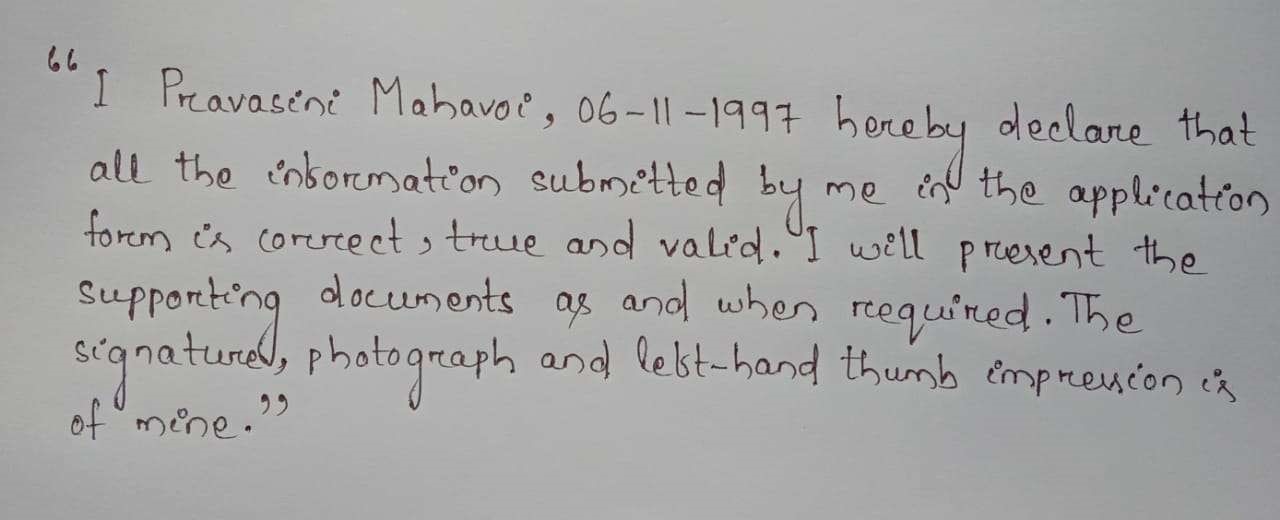 “I Pravasini Mahavoi, 06-11-1997 hereby declare that
all the information submitted by me in the application
form is correct, true and valid. I will present the
supporting documents as and when required. The
signature, photograph and left-hand thumb impression is
of mine.”